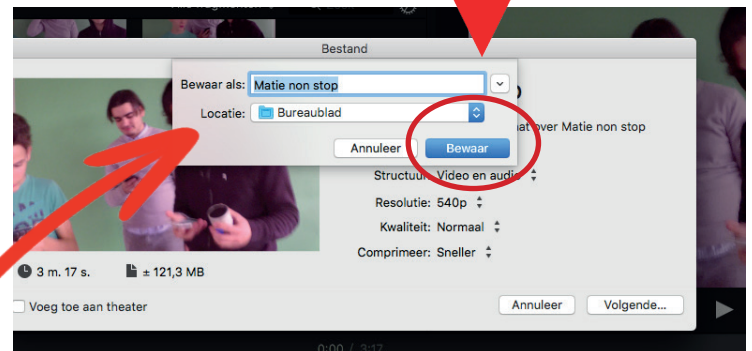 Bestand
Bewaar als: Matie non stop
Locatie: Bureaublad
Annuleer Bewaar
at over Matie non stop
Structuur: Video en audio
Resolutie: 540p
Kwaliteit: Normaal
Comprimeer: Sneller
3 m. 17 s. ± 121,3 MB
Voeg toe aan theater
Annuleer Volgende...
0:00 / 3:17